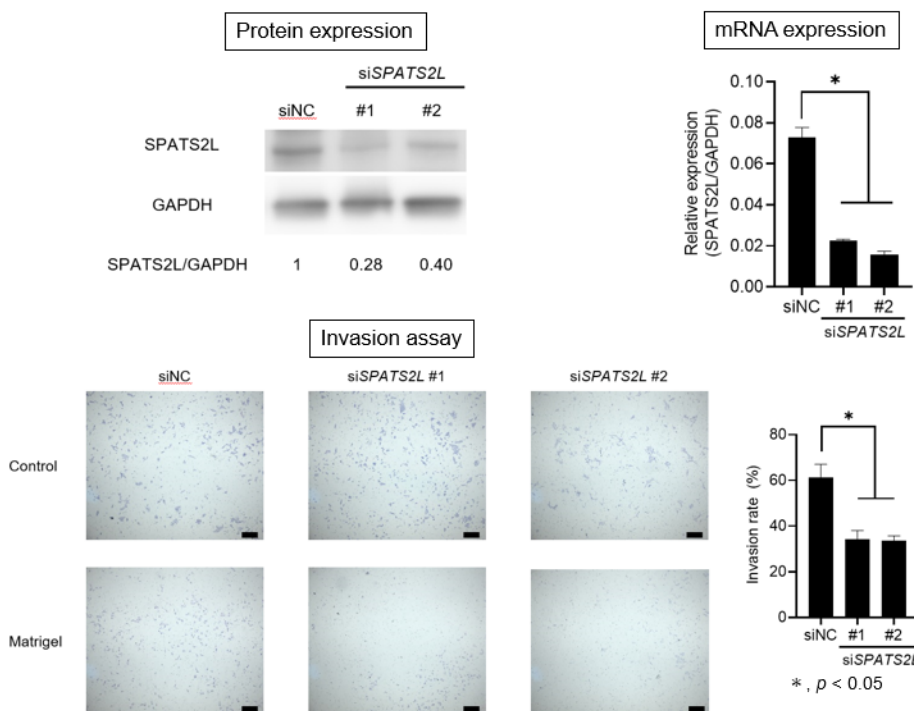 Protein expression
siSPATS2L
siNC #1 #2
SPATS2L
GAPDH
SPATS2L/GAPDH 1 0.28 0.40
mRNA expression
Relative expression
(SPATS2L/GAPDH)
0.10
0.08
0.06
0.04
0.02
0.00
*
siNC #1 #2
siSPATS2L
Invasion assay
siNC siSPATS2L #1 siSPATS2L #2
Control
Matrigel
Invasion rate (%)
80
60
40
20
0
*
siNC #1 #2
siSPATS2L
*, p < 0.05